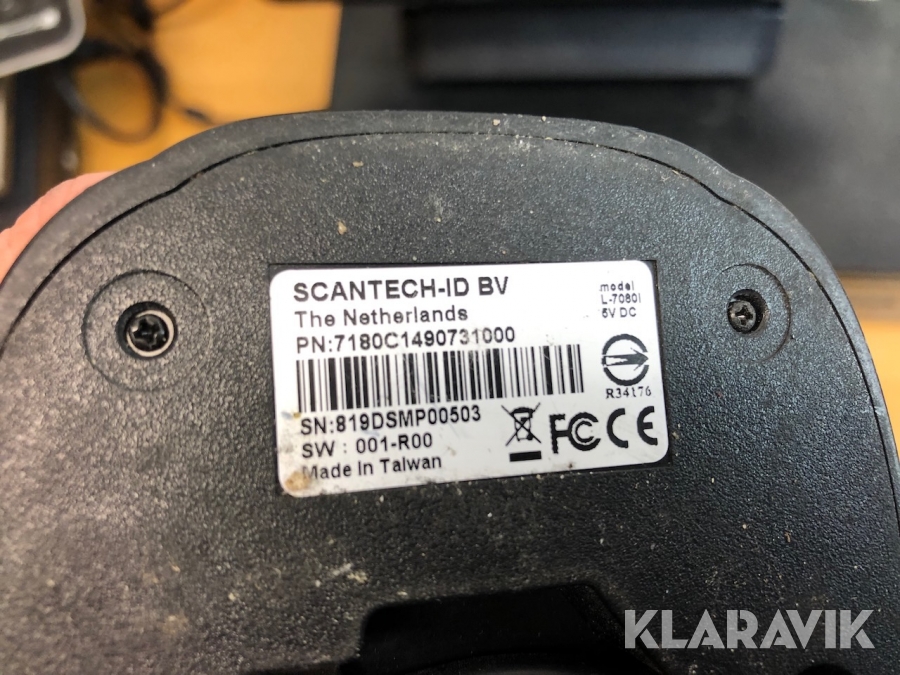 SCANTECH-ID BV
The Netherlands
PN:7180C1490731000
model
L-7080I
5V DC
R34176
SN:819DSMP00503
SW : 001-R00
Made In Taiwan
FC CE
KLARAVIK